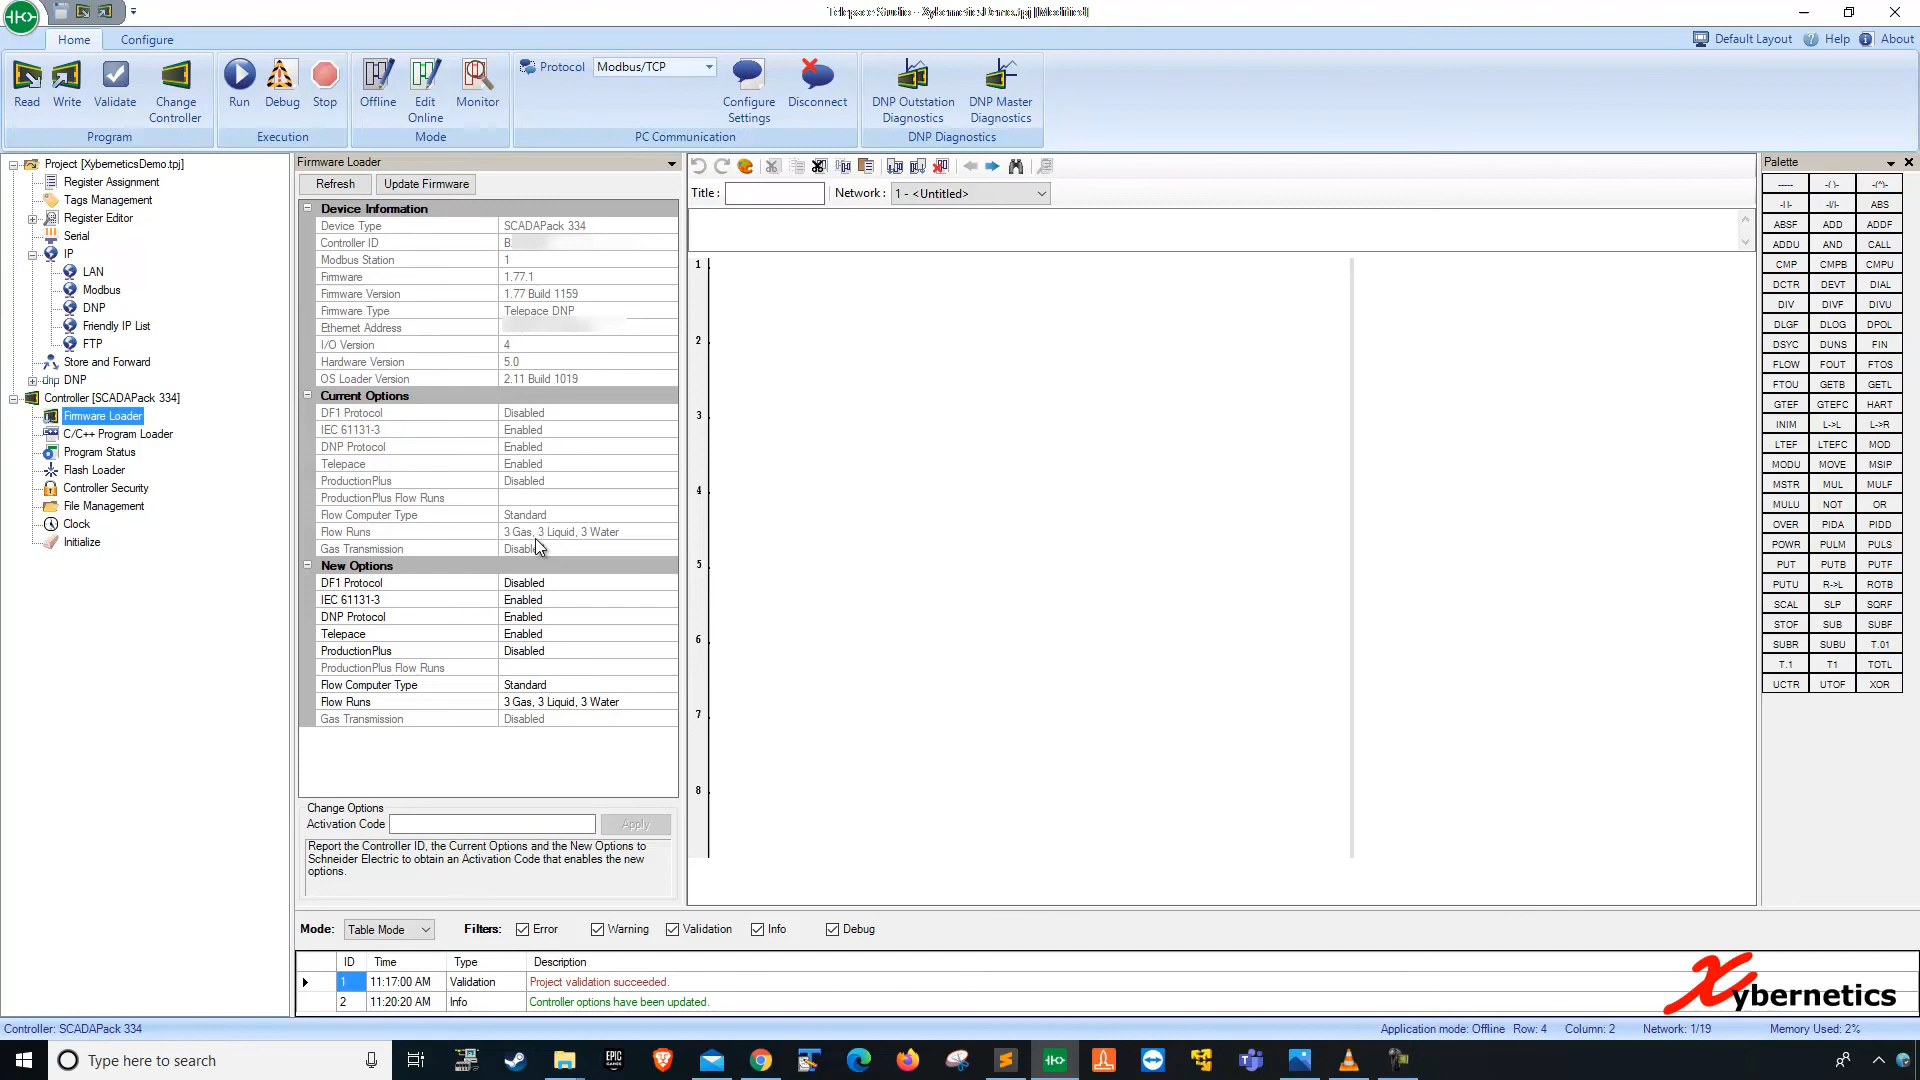 Telepace Studio - XyberneticsDemo.tpj [(Modified)]
Home Configure Default Layout Help About
Read Write Validate Change Controller Run Debug Stop Offline Edit Online Monitor Protocol Modbus/TCP Configure Settings Disconnect DNP Outstation Diagnostics DNP Master Diagnostics
Program Execution Mode PC Communication DNP Diagnostics
Project [XyberneticsDemo.tpj]
Register Assignment
Tags Management
Register Editor
Serial
IP
LAN
Modbus
DNP
Friendly IP List
FTP
Store and Forward
dnp DNP
Controller [SCADAPack 334]
Firmware Loader
C/C++ Program Loader
Program Status
Flash Loader
Controller Security
File Management
Clock
Initialize
Firmware Loader
Refresh Update Firmware
Device Information
Device Type SCADAPack 334
Controller ID B
Modbus Station 1
Firmware 1.77.1
Firmware Version 1.77 Build 1159
Firmware Type Telepace DNP
Ethernet Address
I/O Version 4
Hardware Version 5.0
OS Loader Version 2.11 Build 1019
Current Options
DF1 Protocol Disabled
IEC 61131-3 Enabled
DNP Protocol Enabled
Telepace Enabled
ProductionPlus Disabled
ProductionPlus Flow Runs
Flow Computer Type Standard
Flow Runs 3 Gas, 3 Liquid, 3 Water
Gas Transmission Disabled
New Options
DF1 Protocol Disabled
IEC 61131-3 Enabled
DNP Protocol Enabled
Telepace Enabled
ProductionPlus Disabled
ProductionPlus Flow Runs
Flow Computer Type Standard
Flow Runs 3 Gas, 3 Liquid, 3 Water
Gas Transmission Disabled
Change Options
Activation Code Apply
Report the Controller ID, the Current Options and the New Options to
Schneider Electric to obtain an Activation Code that enables the new
options.
Title : Network : 1 - <Untitled>
1
2
3
4
5
6
7
8
Palette
----- -( )- -(^)-
-| |- -|/|- ABS
ABSF ADD ADDF
ADDU AND CALL
CMP CMPB CMPU
DCTR DEVT DIAL
DIV DIVF DIVU
DLGF DLOG DPOL
DSYC DUNS FIN
FLOW FOUT FTOS
FTOU GETB GETL
GTEF GTEFC HART
INIM L->L L->R
LTEF LTEFC MOD
MODU MOVE MSIP
MSTR MUL MULF
MULU NOT OR
OVER PIDA PIDD
POWR PULM PULS
PUT PUTB PUTF
PUTU R->L ROTB
SCAL SLP SQRF
STOF SUB SUBF
SUBR SUBU T.01
T.1 T1 TOTL
UCTR UTOF XOR
Mode: Table Mode Filters: Error Warning Validation Info Debug
ID Time Type Description
1 11:17:00 AM Validation Project validation succeeded.
2 11:20:20 AM Info Controller options have been updated.
Xybernetics
Controller: SCADAPack 334 Application mode: Offline Row: 4 Column: 2 Network: 1/19 Memory Used: 2%
Type here to search
EPIC GAMES